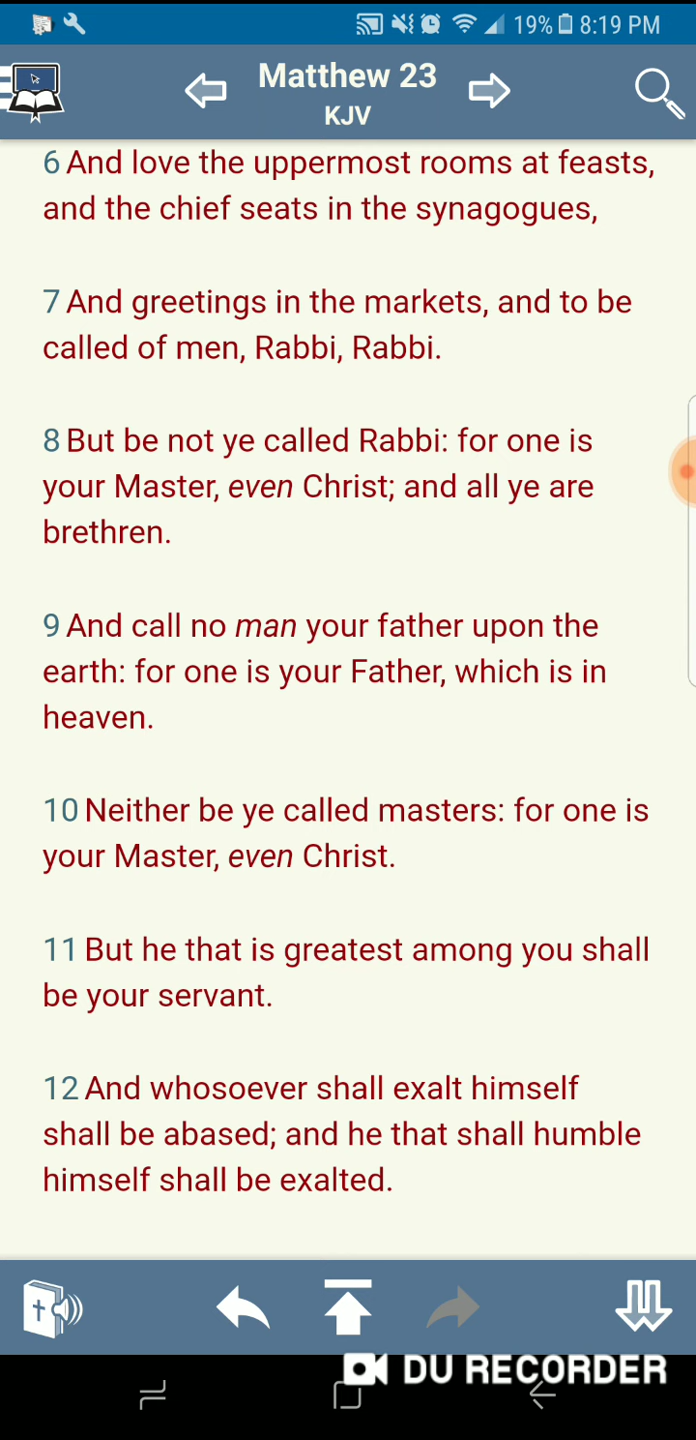 19% 8:19 PM
Matthew 23
KJV
6 And love the uppermost rooms at feasts,
and the chief seats in the synagogues,
7 And greetings in the markets, and to be
called of men, Rabbi, Rabbi.
8 But be not ye called Rabbi: for one is
your Master, even Christ; and all ye are
brethren.
9 And call no man your father upon the
earth: for one is your Father, which is in
heaven.
10 Neither be ye called masters: for one is
your Master, even Christ.
11 But he that is greatest among you shall
be your servant.
12 And whosoever shall exalt himself
shall be abased; and he that shall humble
himself shall be exalted.
DU RECORDER